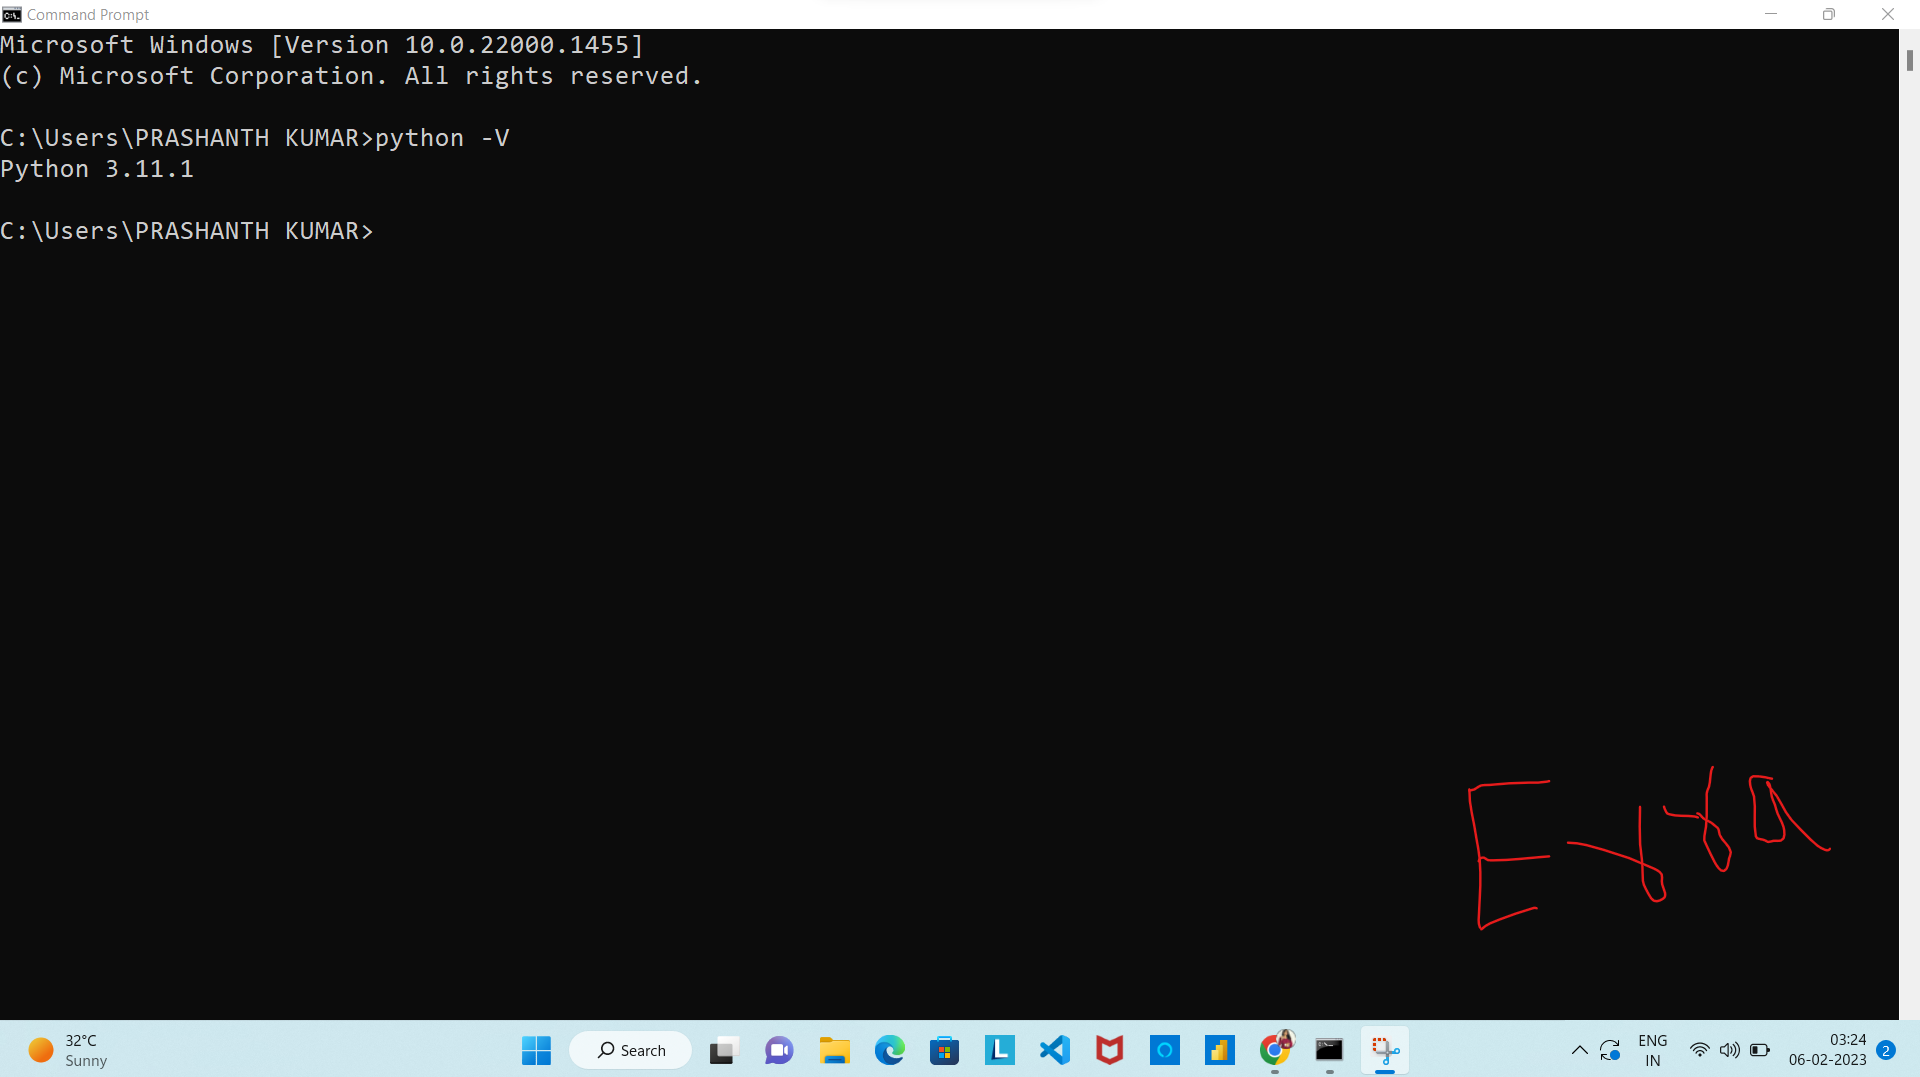 Command Prompt
Microsoft Windows [Version 10.0.22000.1455]
(c) Microsoft Corporation. All rights reserved.
C:\Users\PRASHANTH KUMAR>python -V
Python 3.11.1
C:\Users\PRASHANTH KUMAR>
32°C
Sunny
Search
ENG
IN
03:24
06-02-2023
2